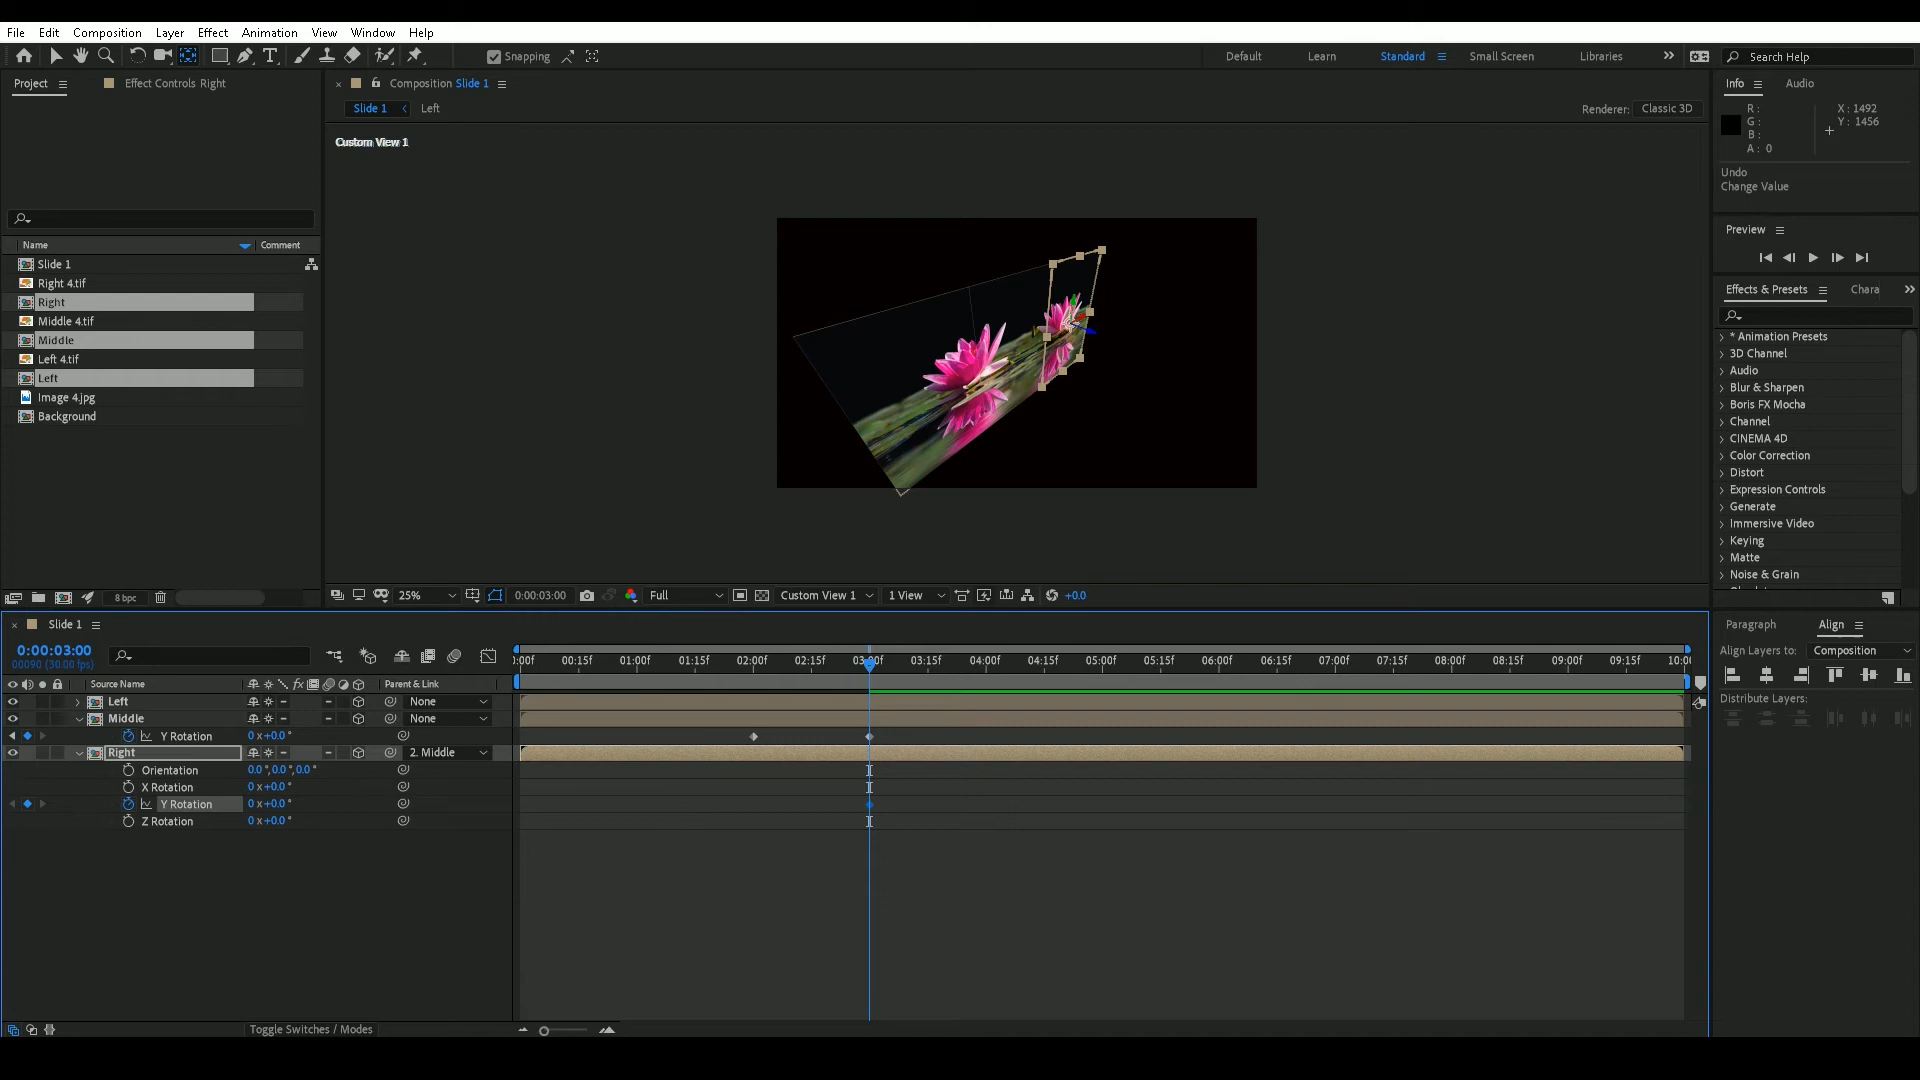 File Edit Composition Layer Effect Animation View Window Help
Snapping
Default Learn Standard Small Screen Libraries
Search Help
Project
Effect Controls Right
Name Comment
Slide 1
Right 4.tif
Right
Middle 4.tif
Middle
Left 4.tif
Left
Image 4.jpg
Background
8 bpc
Composition Slide 1
Slide 1 Left
Renderer: Classic 3D
Custom View 1
25% 0:00:03:00 Full Custom View 1 1 View +0.0
Info Audio
R :
G :
B :
A : 0
X : 1492
Y : 1456
Undo
Change Value
Preview
Effects & Presets Chara
* Animation Presets
3D Channel
Audio
Blur & Sharpen
Boris FX Mocha
Channel
CINEMA 4D
Color Correction
Distort
Expression Controls
Generate
Immersive Video
Keying
Matte
Noise & Grain
Slide 1
0:00:03:00
00090 (30.00 fps)
:00f 00:15f 01:00f 01:15f 02:00f 02:15f 03:00f 03:15f 04:00f 04:15f 05:00f 05:15f 06:00f 06:15f 07:00f 07:15f 08:00f 08:15f 09:00f 09:15f 10:00
Source Name fx Parent & Link
Left None
Middle None
Y Rotation 0 x+0.0 °
Right 2. Middle
Orientation 0.0 °,0.0 °,0.0 °
X Rotation 0 x+0.0 °
Y Rotation 0 x+0.0 °
Z Rotation 0 x+0.0 °
Toggle Switches / Modes
Paragraph Align
Align Layers to: Composition
Distribute Layers: